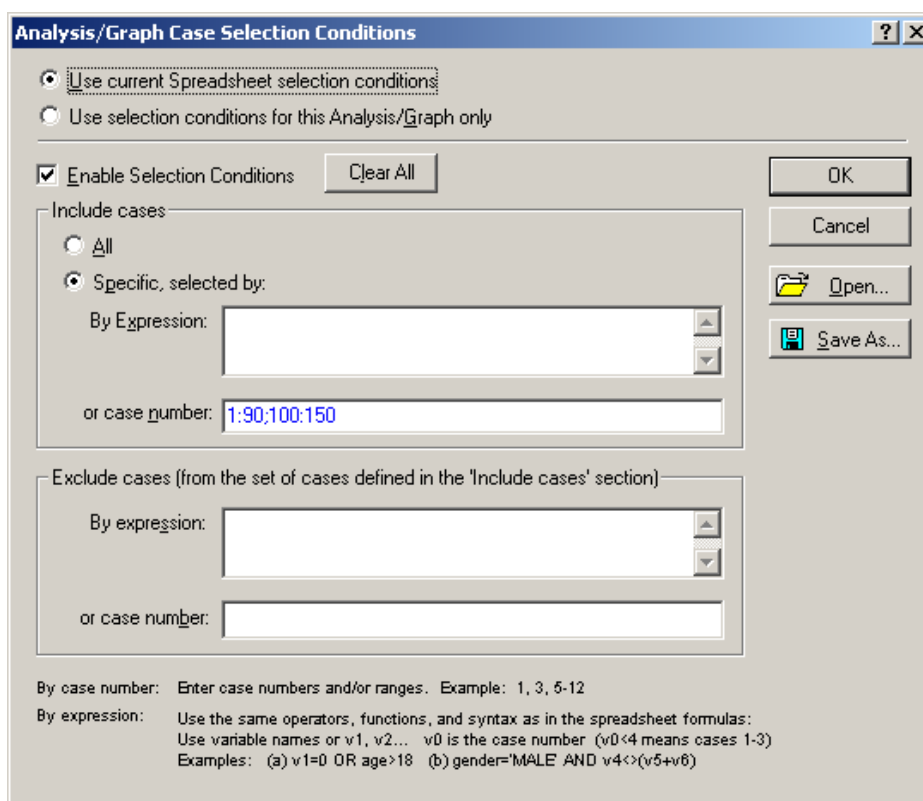 Analysis/Graph Case Selection Conditions
Use current Spreadsheet selection conditions
Use selection conditions for this Analysis/Graph only
Enable Selection Conditions
Clear All
OK
Cancel
Open...
Save As...
Include cases
All
Specific, selected by:
By Expression:
or case number: 1:90;100:150
Exclude cases (from the set of cases defined in the 'Include cases' section)
By expression:
or case number:
By case number: Enter case numbers and/or ranges. Example: 1, 3, 5-12
By expression: Use the same operators, functions, and syntax as in the spreadsheet formulas:
Use variable names or v1, v2... v0 is the case number (v0<4 means cases 1-3)
Examples: (a) v1=0 OR age>18 (b) gender='MALE' AND v4<>(v5+v6)